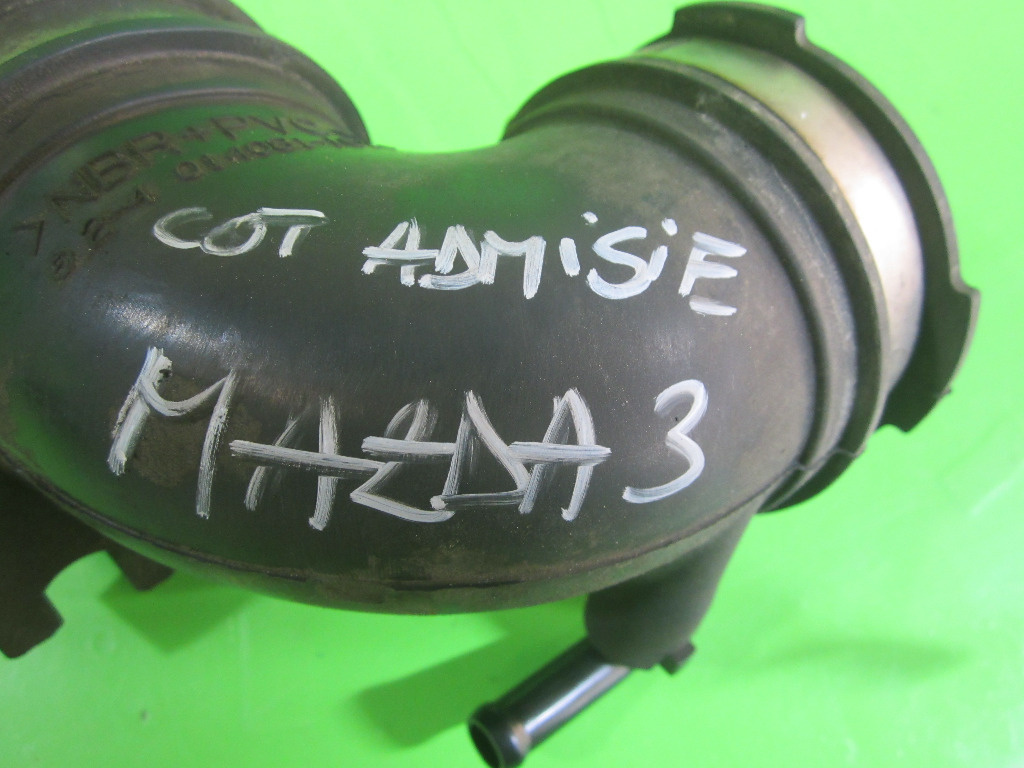 >NBR+PVC
COT ADMiSiE
MAZDA 3